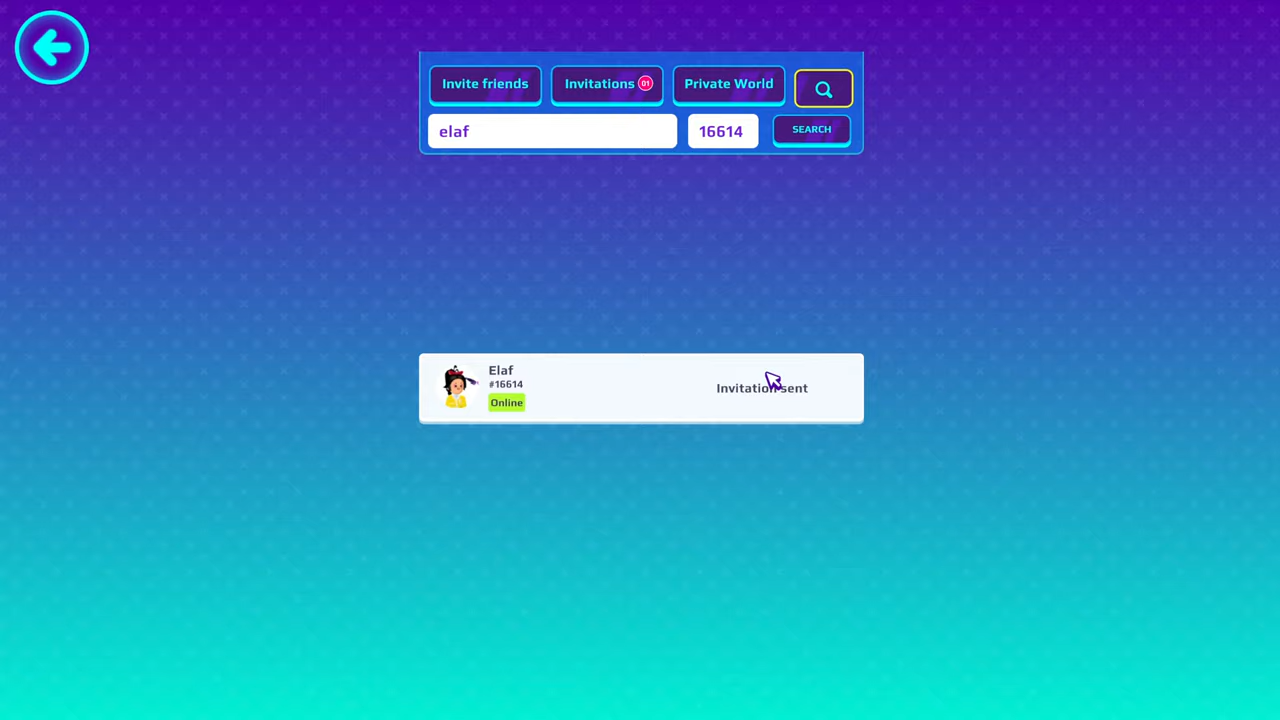 Invite friends
Invitations 01
Private World
elaf
16614
SEARCH
Elaf
#16614
Online
Invitation sent